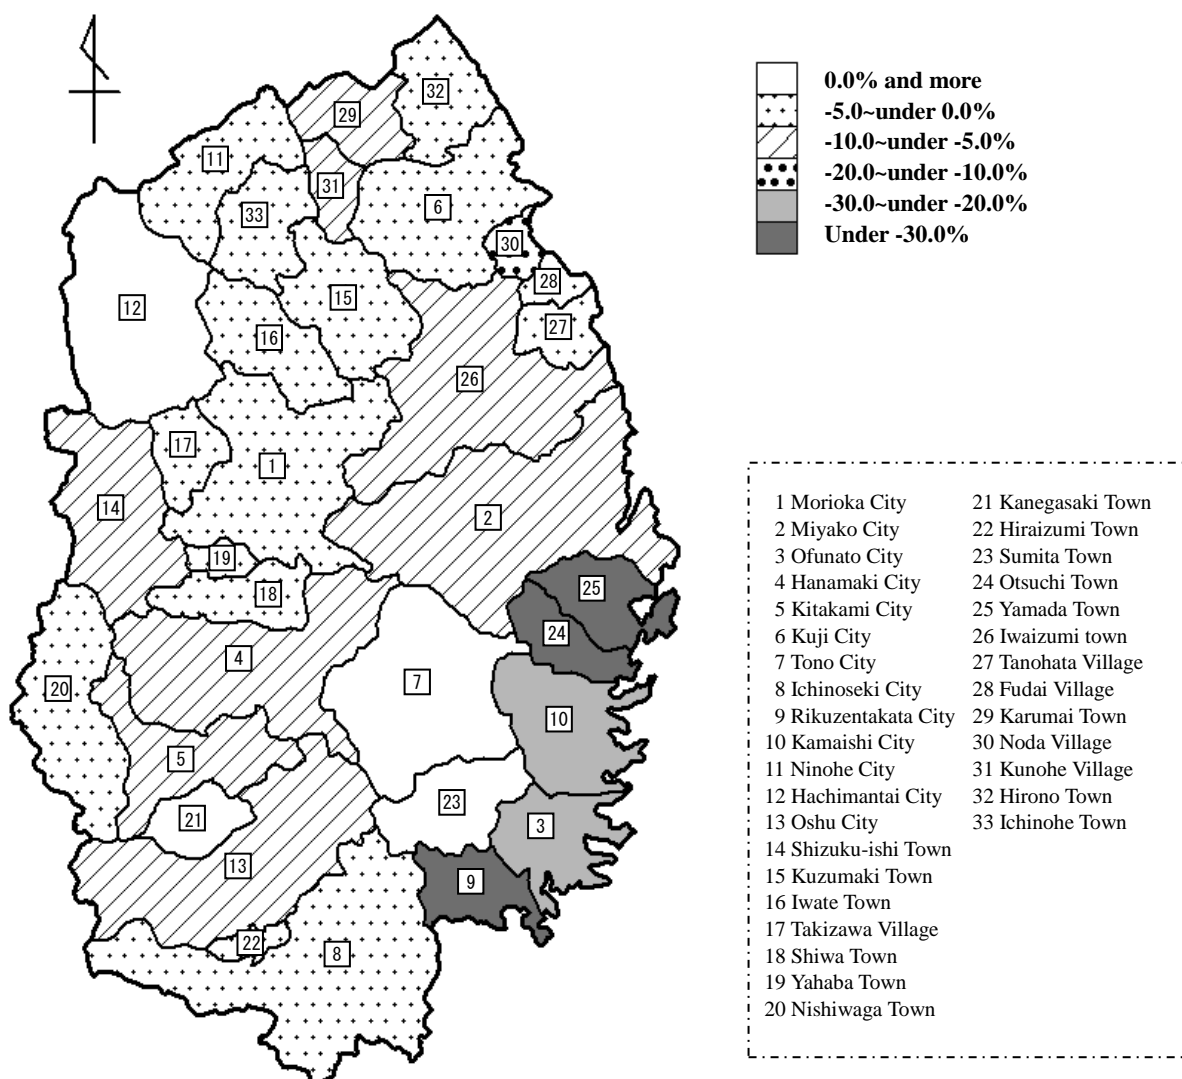 0.0% and more
-5.0~under 0.0%
-10.0~under -5.0%
-20.0~under -10.0%
-30.0~under -20.0%
Under -30.0%
32
29
11
31
33
6
30
28
12
15
27
16
26
17
1
14
2
19
25
18
24
4
20
7
10
5
23
21
3
13
9
22
8
1 Morioka City
2 Miyako City
3 Ofunato City
4 Hanamaki City
5 Kitakami City
6 Kuji City
7 Tono City
8 Ichinoseki City
9 Rikuzentakata City
10 Kamaishi City
11 Ninohe City
12 Hachimantai City
13 Oshu City
14 Shizuku-ishi Town
15 Kuzumaki Town
16 Iwate Town
17 Takizawa Village
18 Shiwa Town
19 Yahaba Town
20 Nishiwaga Town
21 Kanegasaki Town
22 Hiraizumi Town
23 Sumita Town
24 Otsuchi Town
25 Yamada Town
26 Iwaizumi town
27 Tanohata Village
28 Fudai Village
29 Karumai Town
30 Noda Village
31 Kunohe Village
32 Hirono Town
33 Ichinohe Town